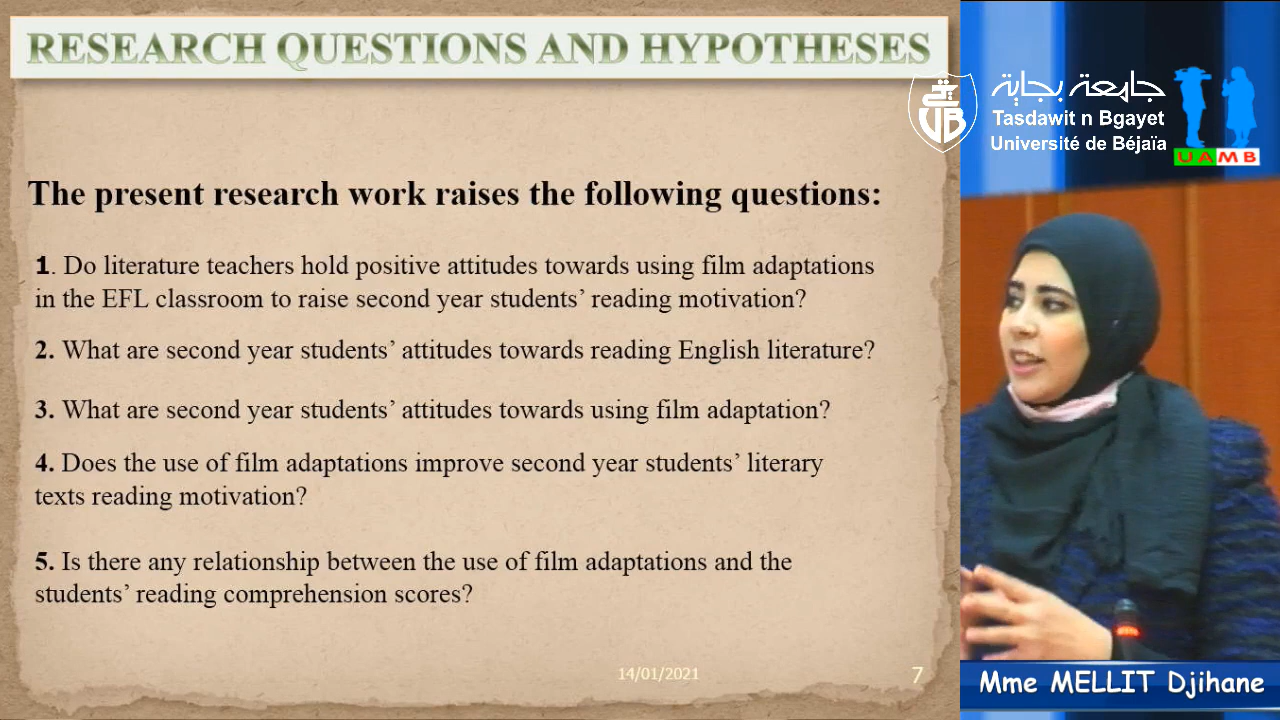 RESEARCH QUESTIONS AND HYPOTHESES
The present research work raises the following questions:
1. Do literature teachers hold positive attitudes towards using film adaptations
in the EFL classroom to raise second year students’ reading motivation?
2. What are second year students’ attitudes towards reading English literature?
3. What are second year students’ attitudes towards using film adaptation?
4. Does the use of film adaptations improve second year students’ literary
texts reading motivation?
5. Is there any relationship between the use of film adaptations and the
students’ reading comprehension scores?
14/01/2021
7
UB
جامعة بجاية
Tasdawit n Bgayet
Université de Béjaïa
UAMB
Mme MELLIT Djihane